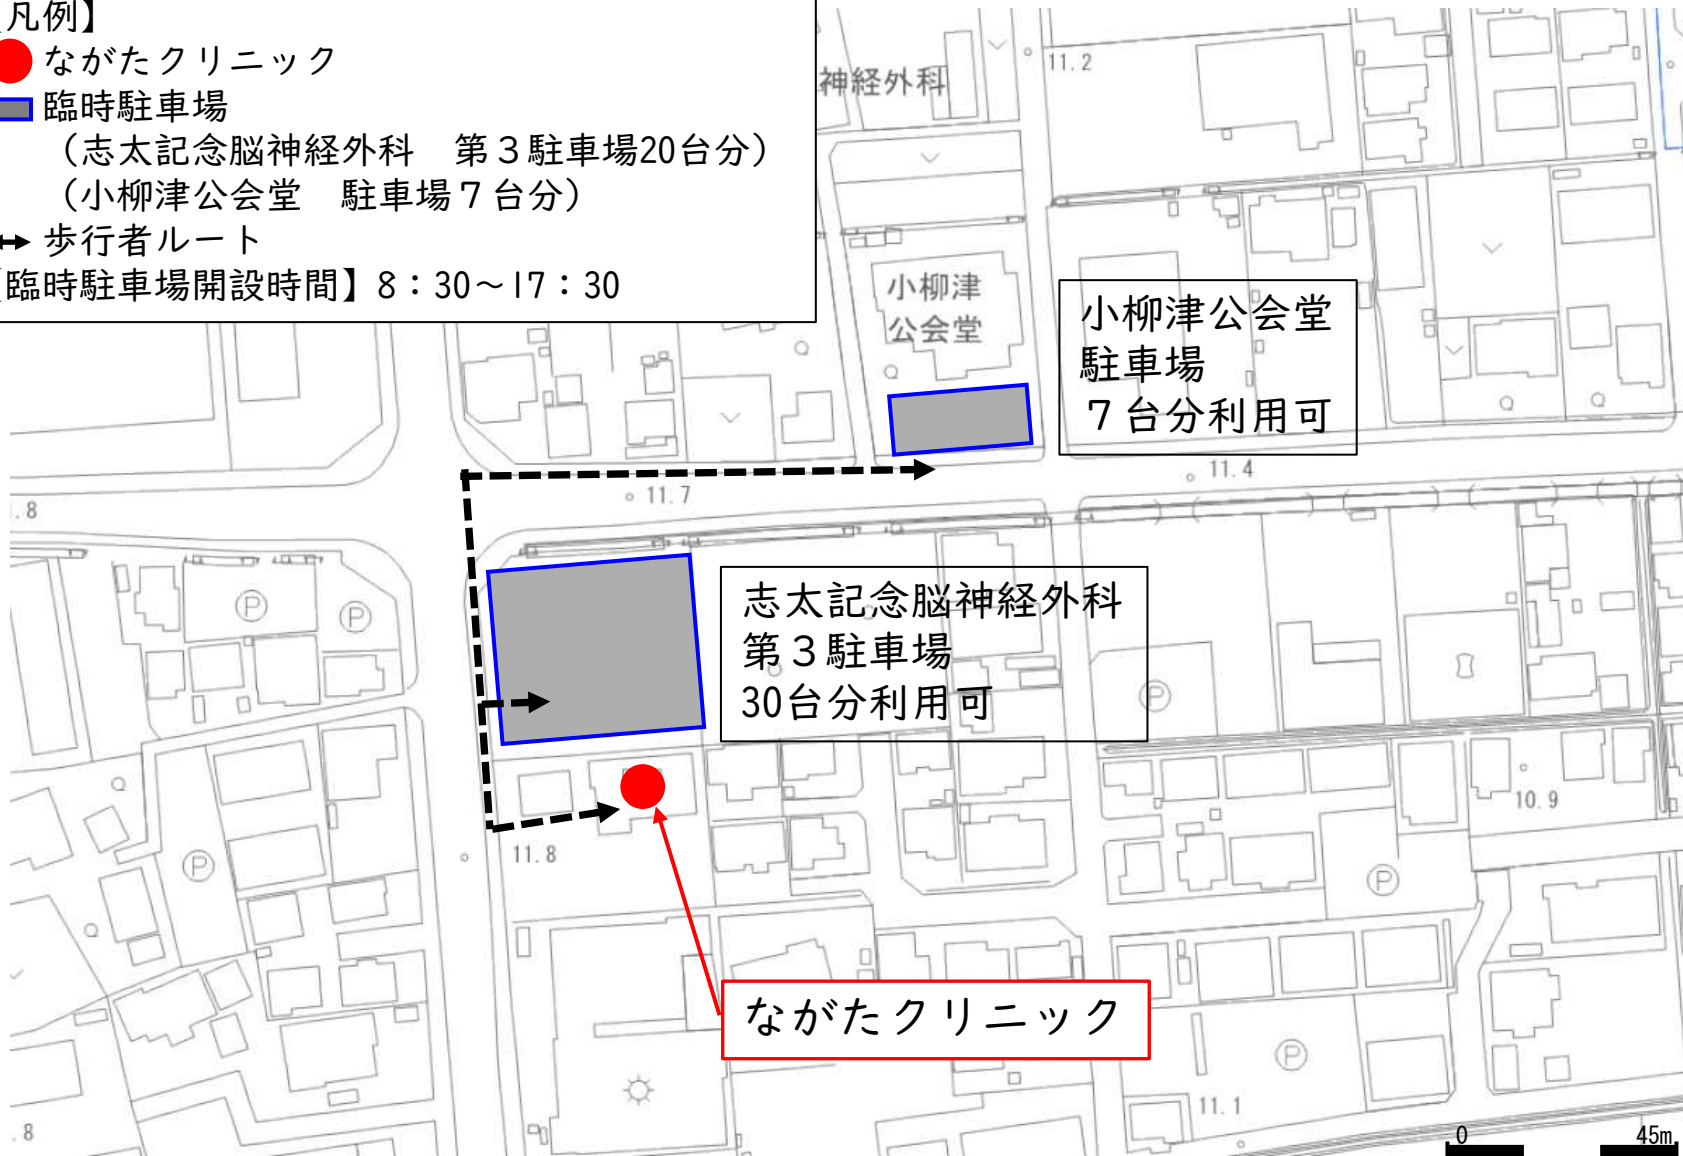 【凡例】
ながたクリニック
臨時駐車場
（志太記念脳神経外科　第３駐車場20台分）
（小柳津公会堂　駐車場７台分）
歩行者ルート
【臨時駐車場開設時間】８：30～17：30
神経外科
11.2
小柳津
公会堂
小柳津公会堂
駐車場
７台分利用可
11.4
11.7
.8
志太記念脳神経外科
第３駐車場
30台分利用可
P
P
P
10.9
11.8
P
P
ながたクリニック
P
11.1
.8
0
45m